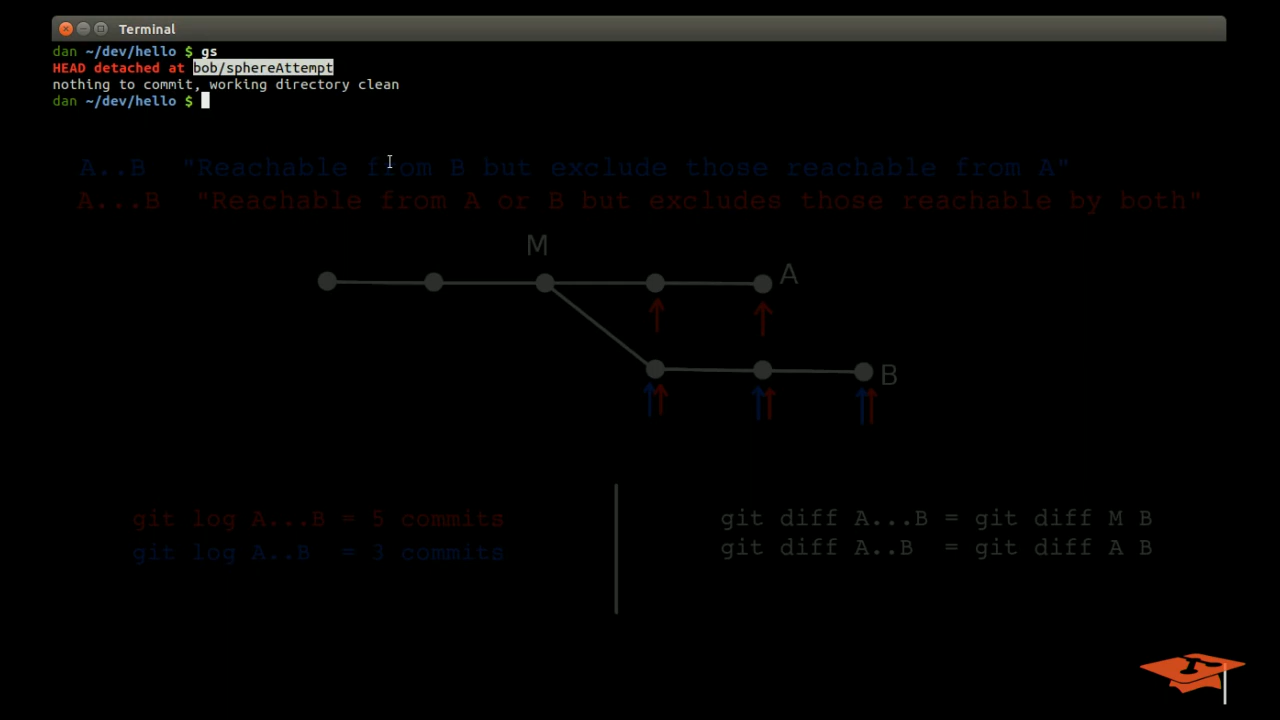 Terminal
dan ~/dev/hello $ gs
HEAD detached at bob/sphereAttempt
nothing to commit, working directory clean
dan ~/dev/hello $
A..B "Reachable from B but exclude those reachable from A"
A...B "Reachable from A or B but excludes those reachable by both"
M
A
B
git log A...B = 5 commits
git log A..B = 3 commits
git diff A...B = git diff M B
git diff A..B = git diff A B